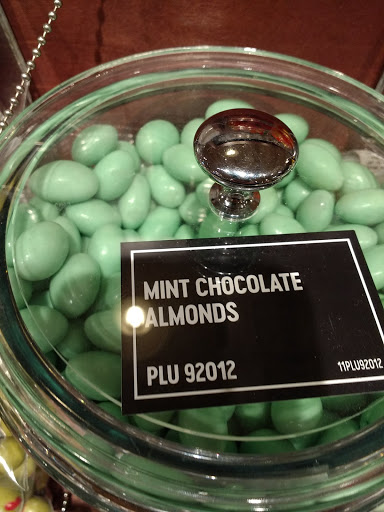 MINT CHOCOLATE
ALMONDS
PLU 92012
11PLU92012